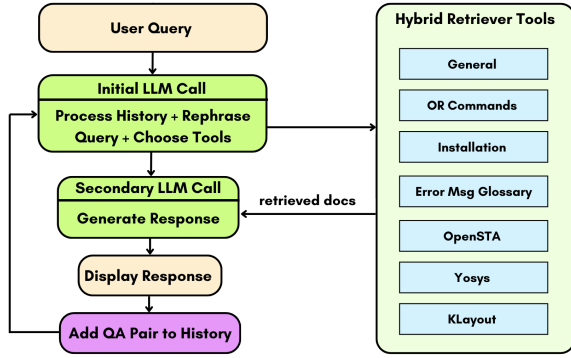 User Query
Initial LLM Call
Process History + Rephrase
Query + Choose Tools
Secondary LLM Call
Generate Response
Display Response
Add QA Pair to History
retrieved docs
Hybrid Retriever Tools
General
OR Commands
Installation
Error Msg Glossary
OpenSTA
Yosys
KLayout